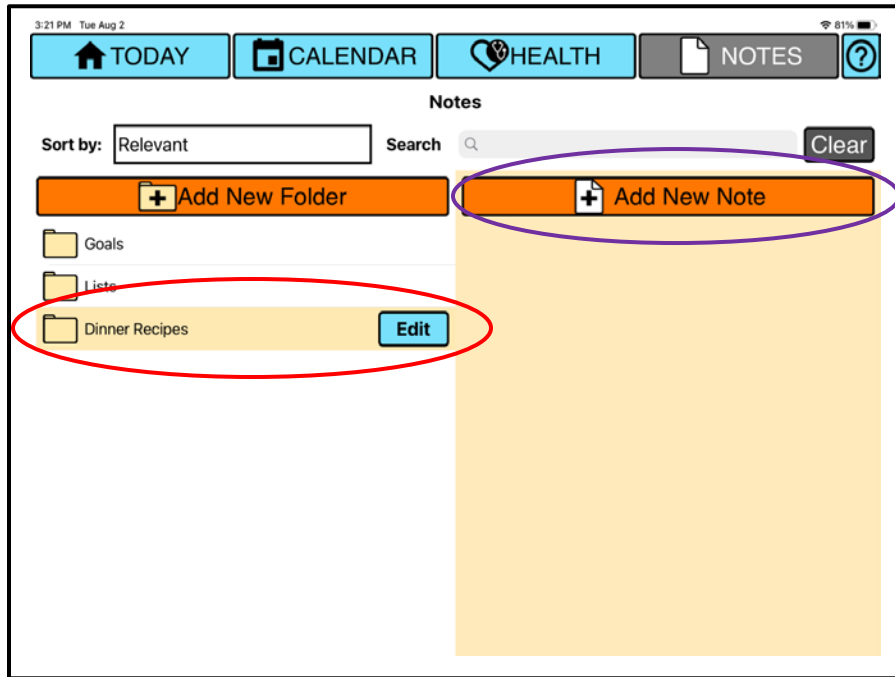 3:21 PM Tue Aug 2 81%
TODAY CALENDAR HEALTH NOTES ?
Notes
Sort by: Relevant Search Clear
Add New Folder Add New Note
Goals
Lists
Dinner Recipes Edit